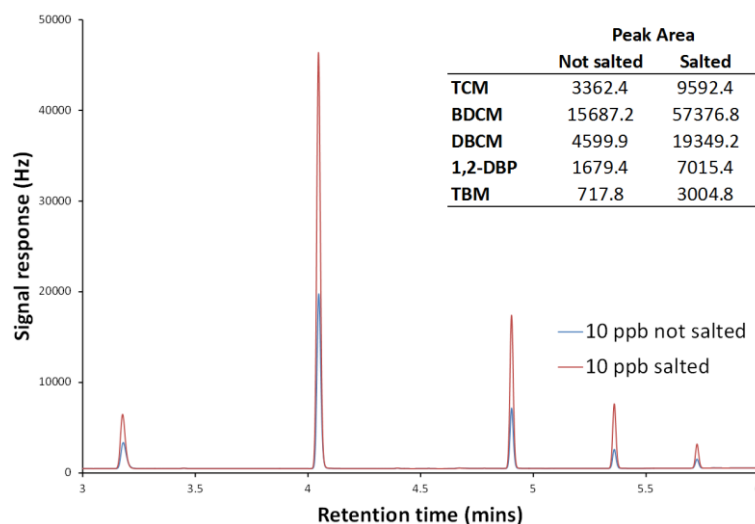 Peak Area
Not salted Salted
TCM 3362.4 9592.4
BDCM 15687.2 57376.8
DBCM 4599.9 19349.2
1,2-DBP 1679.4 7015.4
TBM 717.8 3004.8
Signal response (Hz)
50000
40000
30000
20000
10000
0
10 ppb not salted
10 ppb salted
3 3.5 4 4.5 5 5.5
Retention time (mins)